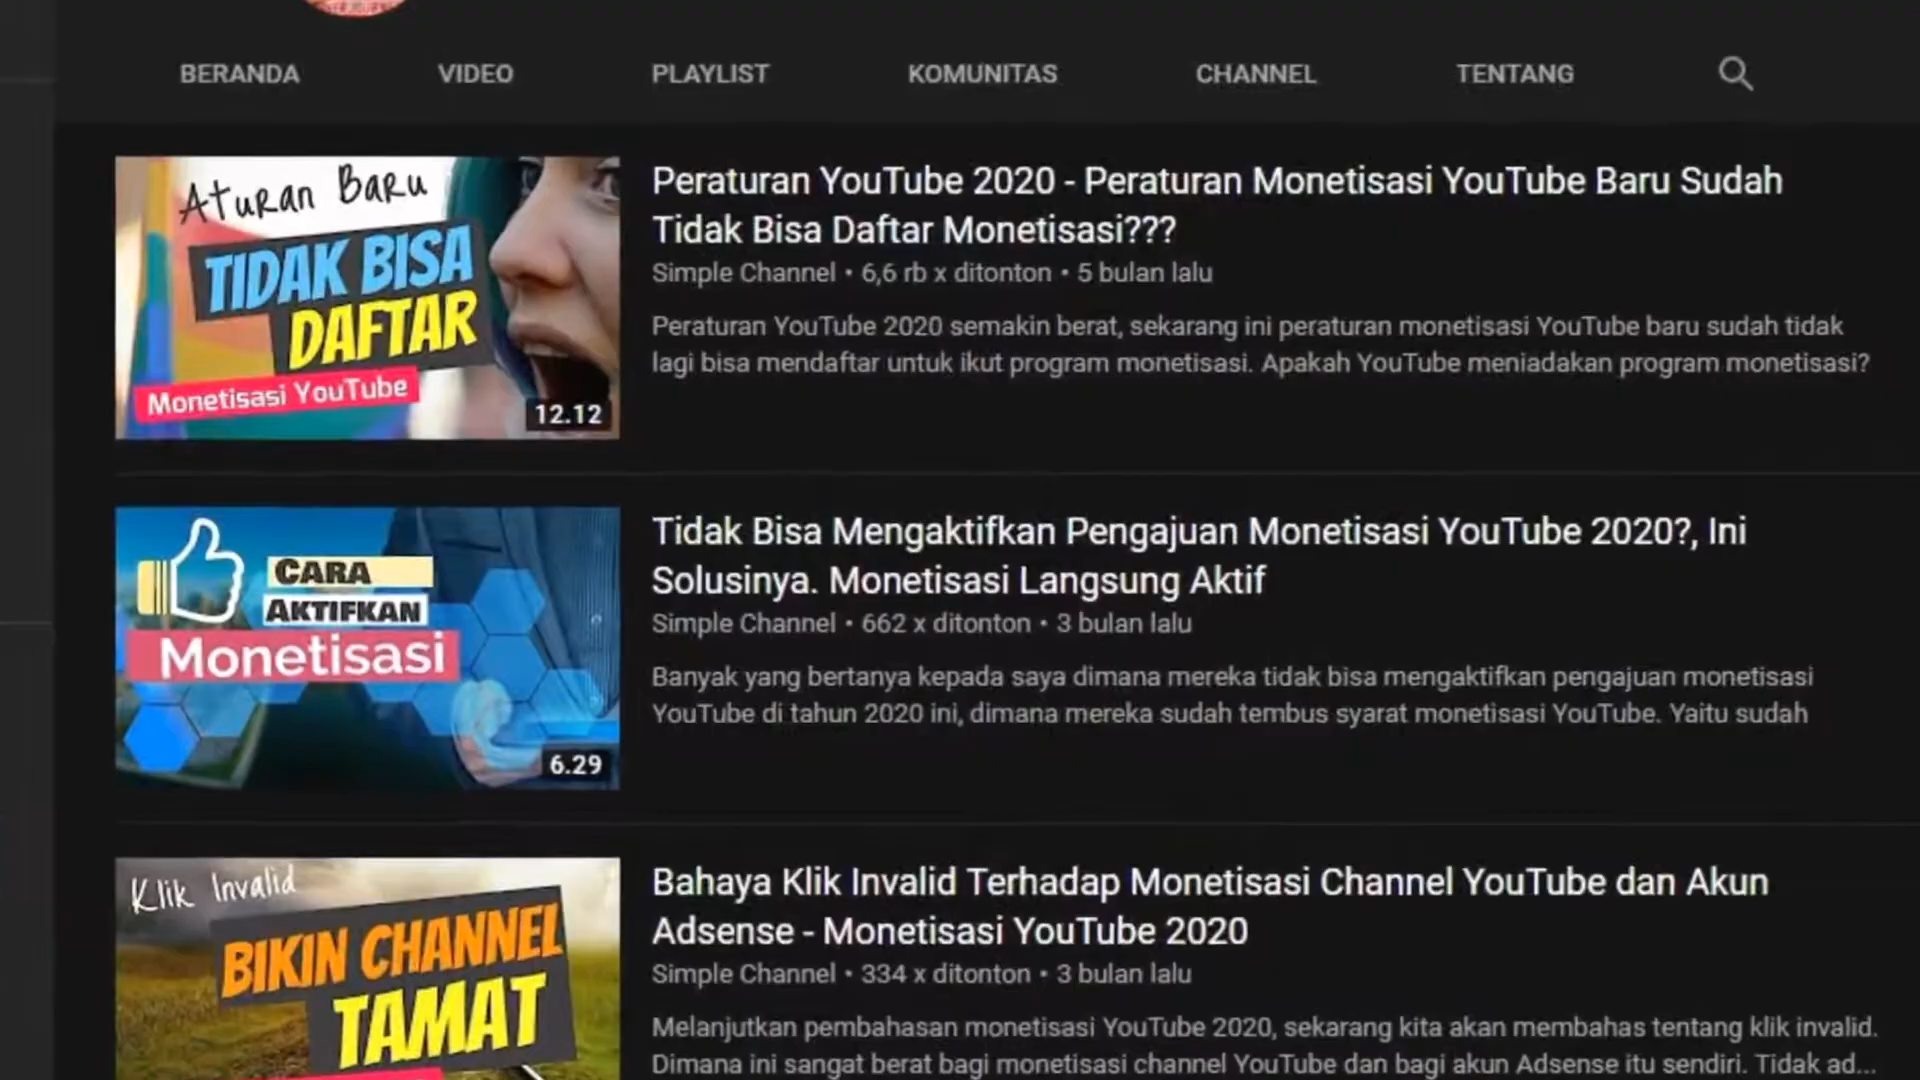 BERANDA VIDEO PLAYLIST KOMUNITAS CHANNEL TENTANG
Aturan Baru
TIDAK BISA
DAFTAR
Monetisasi YouTube
12.12
Peraturan YouTube 2020 - Peraturan Monetisasi YouTube Baru Sudah
Tidak Bisa Daftar Monetisasi???
Simple Channel • 6,6 rb x ditonton • 5 bulan lalu
Peraturan YouTube 2020 semakin berat, sekarang ini peraturan monetisasi YouTube baru sudah tidak
lagi bisa mendaftar untuk ikut program monetisasi. Apakah YouTube meniadakan program monetisasi?
CARA
AKTIFKAN
Monetisasi
6.29
Tidak Bisa Mengaktifkan Pengajuan Monetisasi YouTube 2020?, Ini
Solusinya. Monetisasi Langsung Aktif
Simple Channel • 662 x ditonton • 3 bulan lalu
Banyak yang bertanya kepada saya dimana mereka tidak bisa mengaktifkan pengajuan monetisasi
YouTube di tahun 2020 ini, dimana mereka sudah tembus syarat monetisasi YouTube. Yaitu sudah
Klik Invalid
BIKIN CHANNEL
TAMAT
Bahaya Klik Invalid Terhadap Monetisasi Channel YouTube dan Akun
Adsense - Monetisasi YouTube 2020
Simple Channel • 334 x ditonton • 3 bulan lalu
Melanjutkan pembahasan monetisasi YouTube 2020, sekarang kita akan membahas tentang klik invalid.
Dimana ini sangat berat bagi monetisasi channel YouTube dan bagi akun Adsense itu sendiri. Tidak ad...